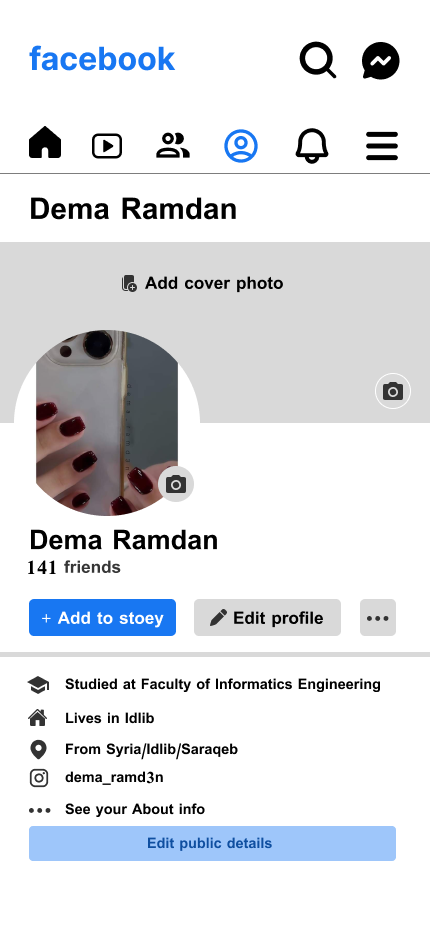 facebook
Dema Ramdan
Add cover photo
Dema Ramdan
141 friends
+ Add to stoey
Edit profile
Studied at Faculty of Informatics Engineering
Lives in Idlib
From Syria/Idlib/Saraqeb
dema_ramd3n
See your About info
Edit public details